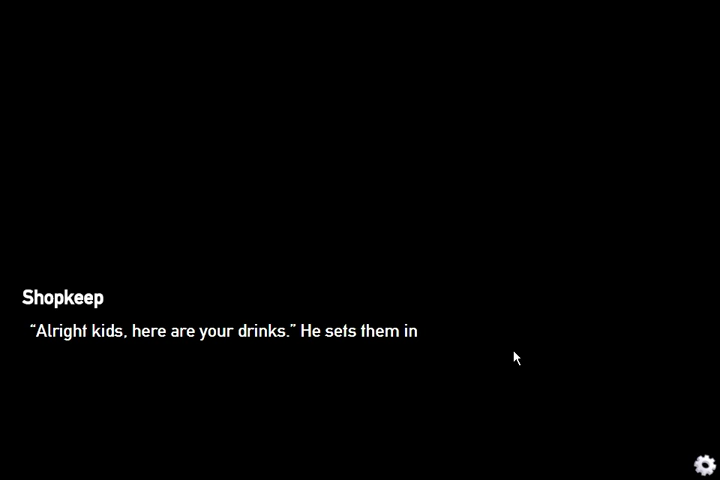 Shopkeep
“Alright kids, here are your drinks.” He sets them in